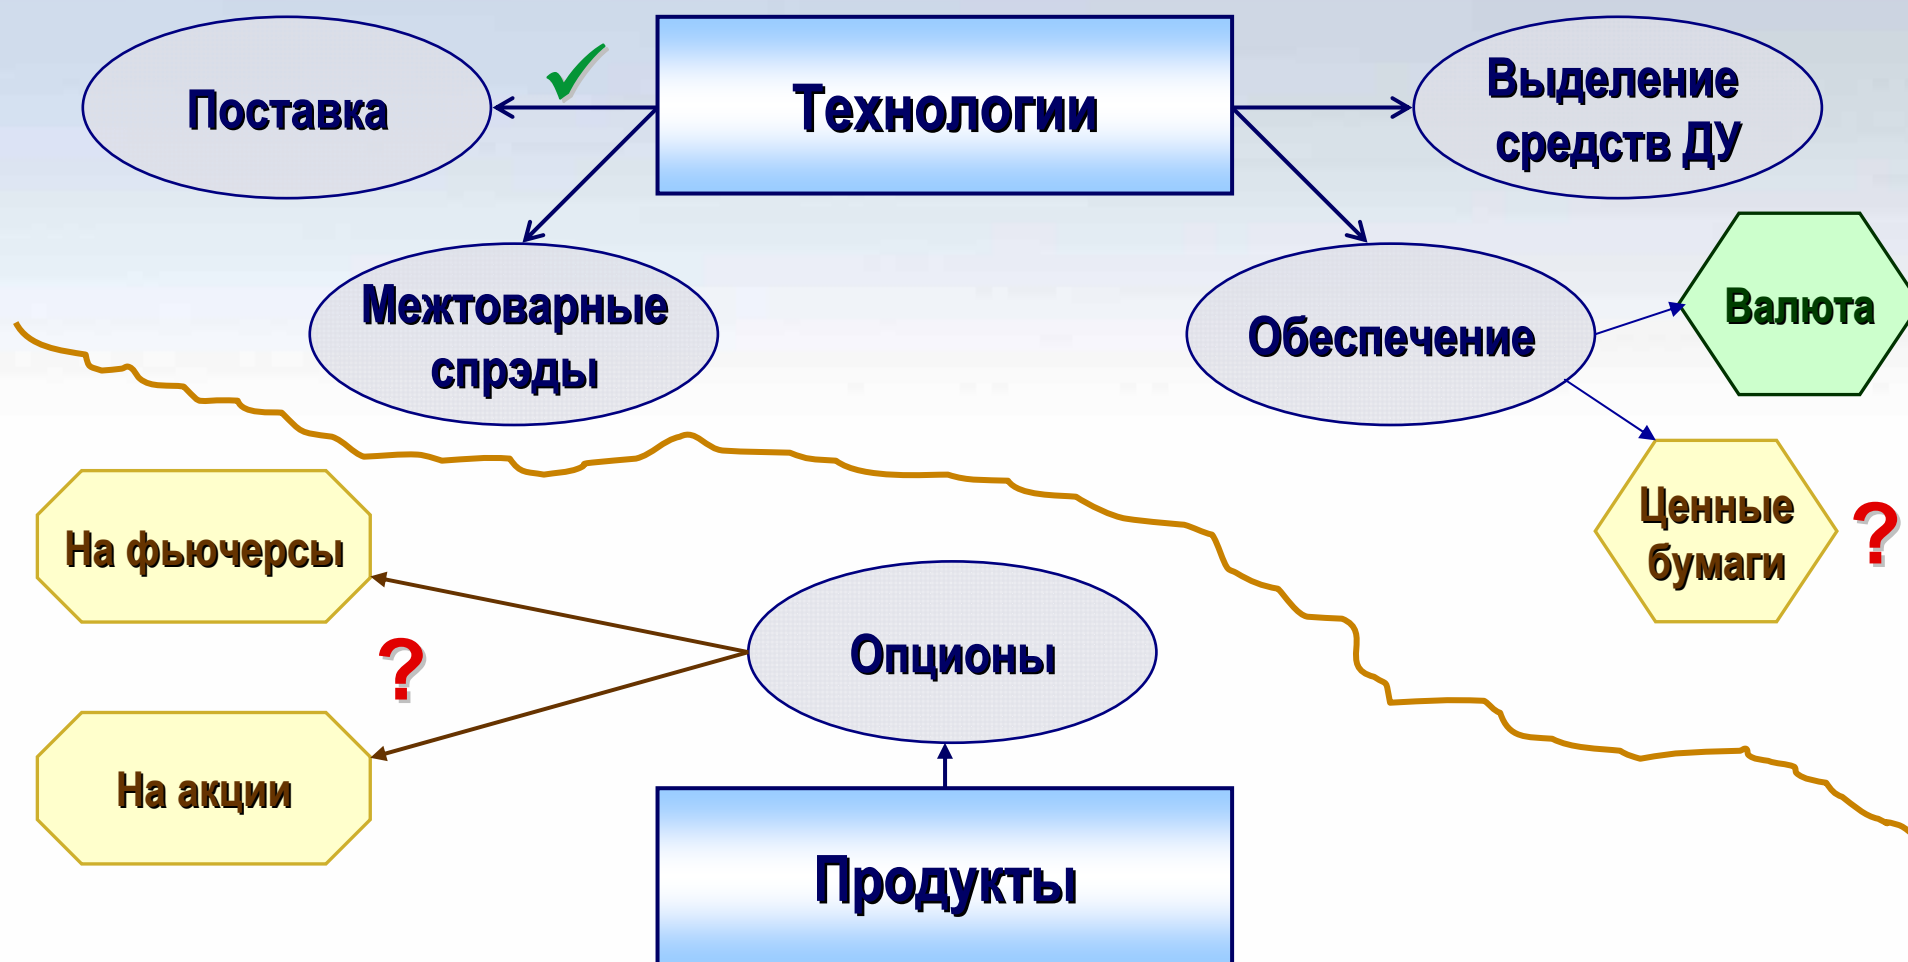 Поставка
Технологии
Выделение
средств ДУ
Межтоварные
спрэды
Обеспечение
Валюта
Ценные
бумаги
?
На фьючерсы
?
Опционы
На акции
Продукты